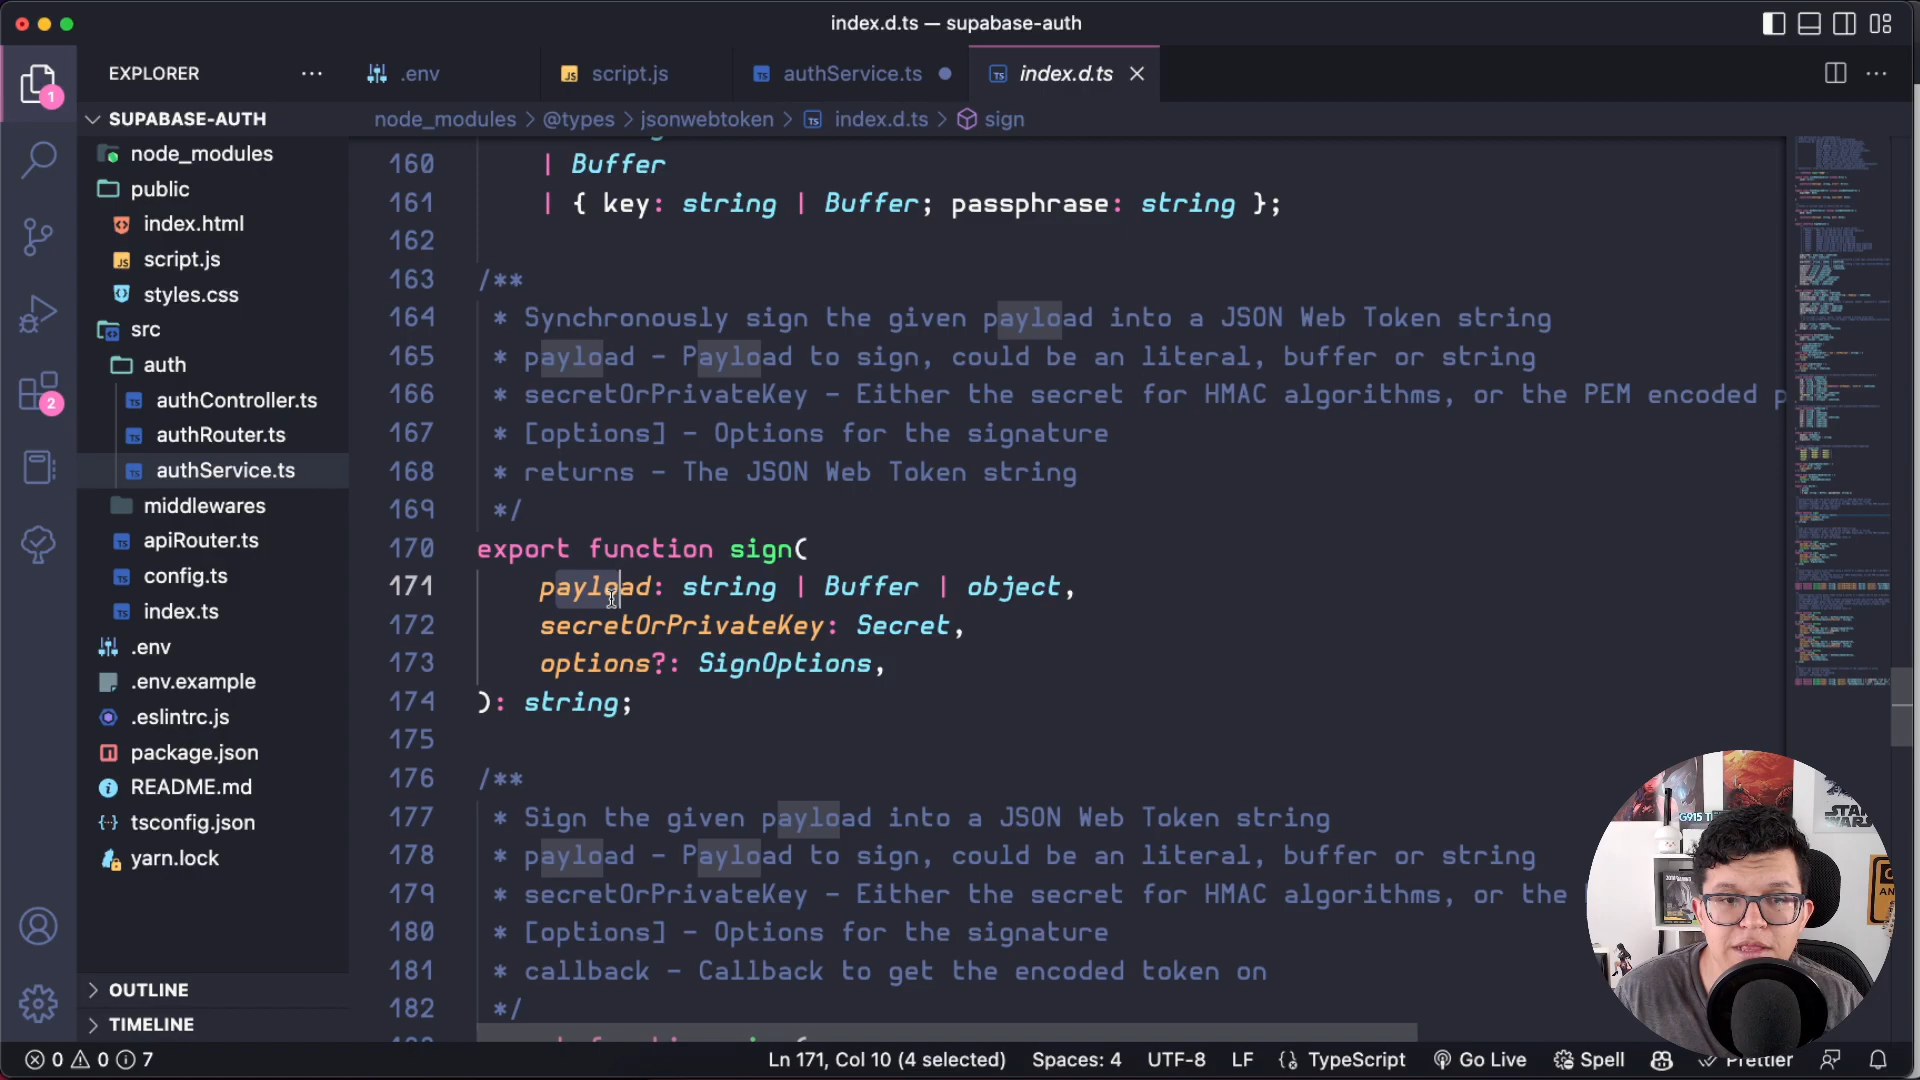 index.d.ts — supabase-auth
EXPLORER
.env
script.js
authService.ts
index.d.ts
node_modules > @types > jsonwebtoken > index.d.ts > sign
1
2
SUPABASE-AUTH
node_modules
public
index.html
script.js
styles.css
src
auth
authController.ts
authRouter.ts
authService.ts
middlewares
apiRouter.ts
config.ts
index.ts
.env
.env.example
.eslintrc.js
package.json
README.md
tsconfig.json
yarn.lock
OUTLINE
TIMELINE
160 | Buffer
161 | { key: string | Buffer; passphrase: string };
162
163 /**
164 * Synchronously sign the given payload into a JSON Web Token string
165 * payload - Payload to sign, could be an literal, buffer or string
166 * secretOrPrivateKey - Either the secret for HMAC algorithms, or the PEM encoded p
167 * [options] - Options for the signature
168 * returns - The JSON Web Token string
169 */
170 export function sign(
171 payload: string | Buffer | object,
172 secretOrPrivateKey: Secret,
173 options?: SignOptions,
174 ): string;
175
176 /**
177 * Sign the given payload into a JSON Web Token string
178 * payload - Payload to sign, could be an literal, buffer or string
179 * secretOrPrivateKey - Either the secret for HMAC algorithms, or the
180 * [options] - Options for the signature
181 * callback - Callback to get the encoded token on
182 */
STAR WARS
0 0 7
Ln 171, Col 10 (4 selected)
Spaces: 4
UTF-8
LF
TypeScript
Go Live
Spell
Prettier